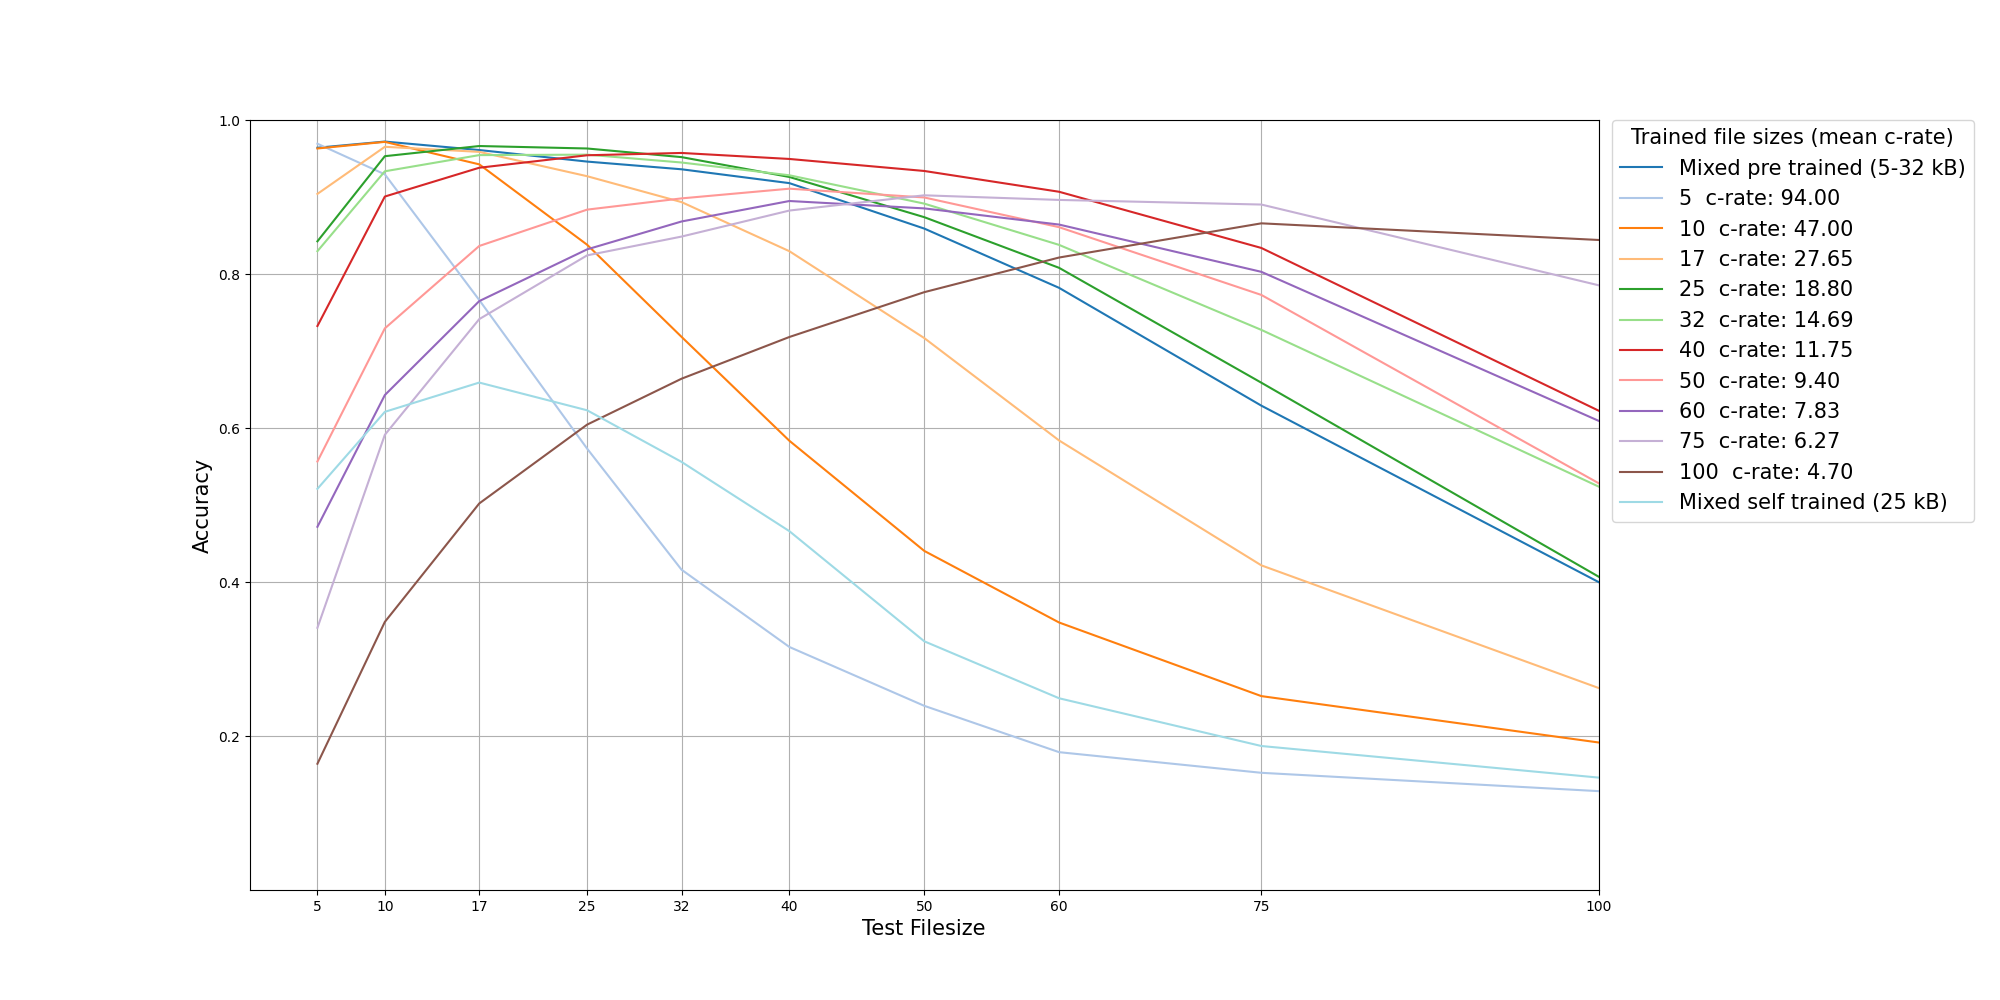 1.0
0.8
0.6
0.4
0.2
Accuracy
5 10 17 25 32 40 50 60 75 100
Test Filesize
Trained file sizes (mean c-rate)
Mixed pre trained (5-32 kB)
5  c-rate: 94.00
10  c-rate: 47.00
17  c-rate: 27.65
25  c-rate: 18.80
32  c-rate: 14.69
40  c-rate: 11.75
50  c-rate: 9.40
60  c-rate: 7.83
75  c-rate: 6.27
100  c-rate: 4.70
Mixed self trained (25 kB)